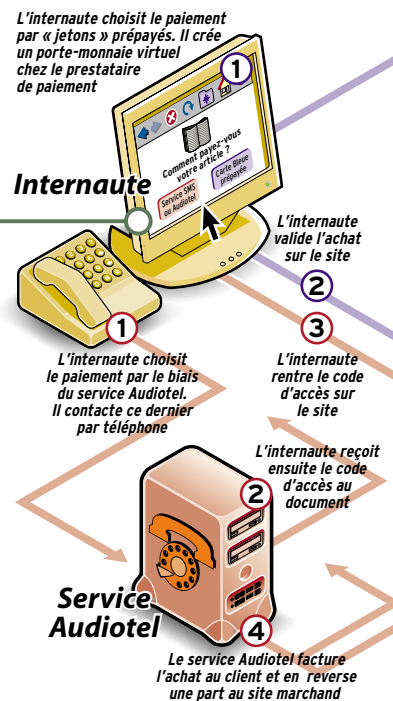 L'internaute choisit le paiement
par « jetons » prépayés. Il crée
un porte-monnaie virtuel
chez le prestataire
de paiement
1
Comment payez-vous
votre article ?
Service SMS
ou Audiotel
Carte Bleue
prépayée
Internaute
L'internaute
valide l'achat
sur le site
2
1
3
L'internaute choisit
le paiement par le biais
du service Audiotel.
Il contacte ce dernier
par téléphone
L'internaute
rentre le code
d'accès sur
le site
L'internaute reçoit
ensuite le code
d'accès au
document
2
Service
Audiotel
4
Le service Audiotel facture
l'achat au client et en reverse
une part au site marchand